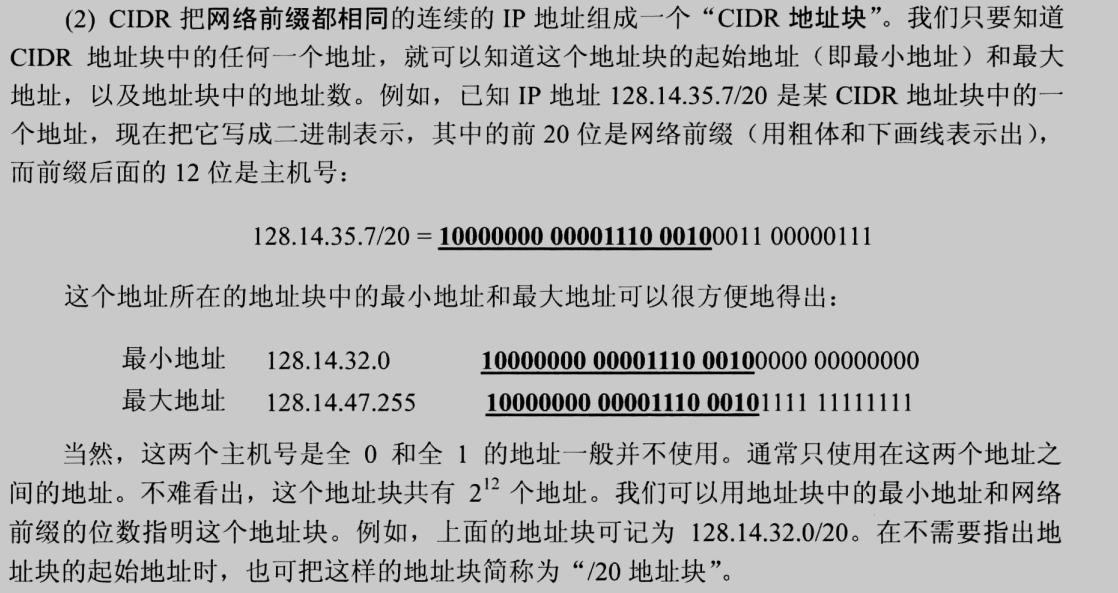 (2) CIDR 把网络前缀都相同的连续的 IP 地址组成一个“CIDR 地址块”。我们只要知道
CIDR 地址块中的任何一个地址，就可以知道这个地址块的起始地址（即最小地址）和最大
地址，以及地址块中的地址数。例如，已知 IP 地址 128.14.35.7/20 是某 CIDR 地址块中的一
个地址，现在把它写成二进制表示，其中的前 20 位是网络前缀（用粗体和下画线表示出），
而前缀后面的 12 位是主机号：
128.14.35.7/20 = 10000000 00001110 00100011 00000111
这个地址所在的地址块中的最小地址和最大地址可以很方便地得出：
最小地址 128.14.32.0 10000000 00001110 00100000 00000000
最大地址 128.14.47.255 10000000 00001110 00101111 11111111
当然，这两个主机号是全 0 和全 1 的地址一般并不使用。通常只使用在这两个地址之
间的地址。不难看出，这个地址块共有 2¹² 个地址。我们可以用地址块中的最小地址和网络
前缀的位数指明这个地址块。例如，上面的地址块可记为 128.14.32.0/20。在不需要指出地
址块的起始地址时，也可把这样的地址块简称为“/20 地址块”。